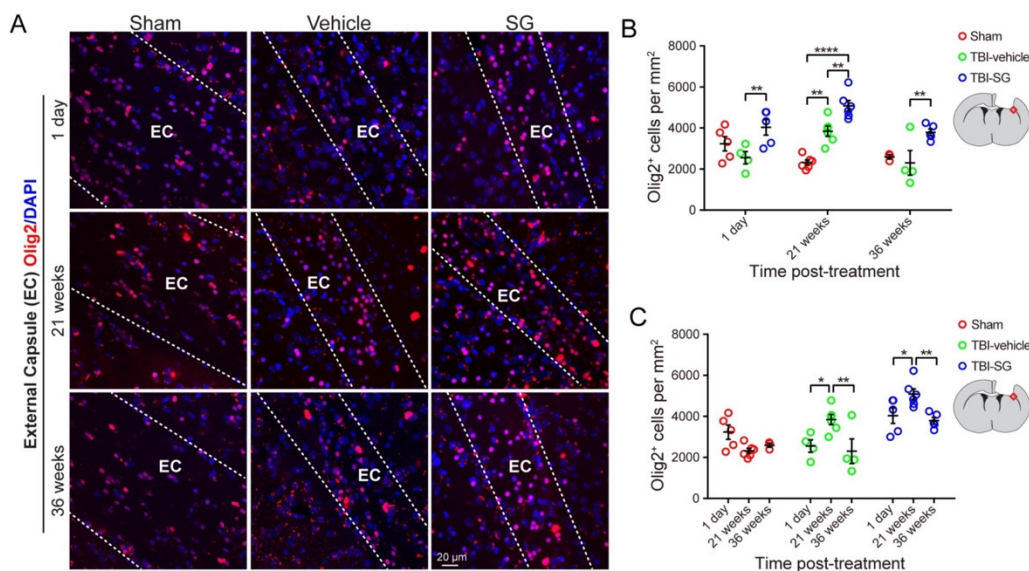 A
Sham
Vehicle
SG
External Capsule (EC) Olig2/DAPI
1 day
EC
EC
EC
21 weeks
EC
EC
EC
36 weeks
EC
EC
EC
20 µm
B
Olig2⁺ cells per mm²
8000
6000
4000
2000
0
**
**
****
**
**
1 day
21 weeks
36 weeks
Time post-treatment
Sham
TBI-vehicle
TBI-SG
C
Olig2⁺ cells per mm²
8000
6000
4000
2000
0
*
**
*
**
1 day
21 weeks
36 weeks
1 day
21 weeks
36 weeks
1 day
21 weeks
36 weeks
Time post-treatment
Sham
TBI-vehicle
TBI-SG